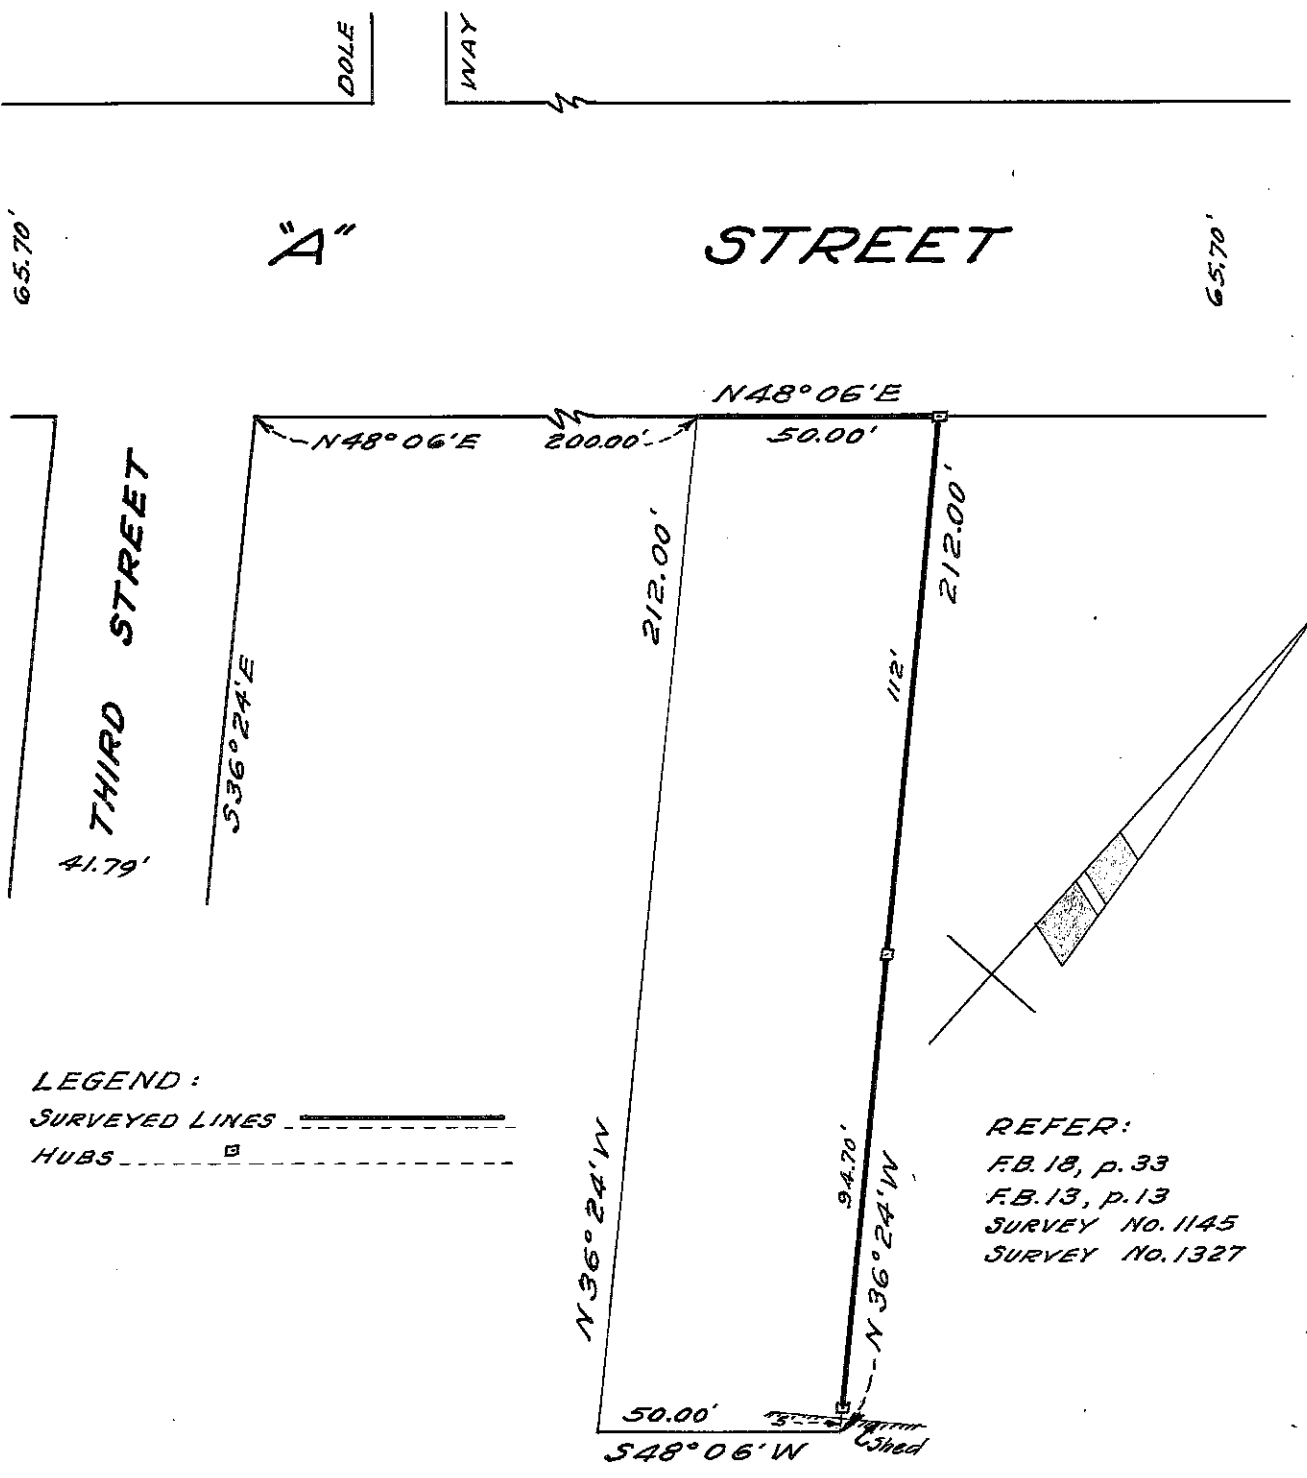 DOLE
WAY
65.70'
"A"
STREET
65.70'
N48°06'E
N48°06'E
200.00'
50.00'
THIRD STREET
41.79'
S36°24'E
212.00'
212.00'
112'
94.70'
N36°24'W
N36°24'W
50.00'
5'
Shed
S48°06'W
LEGEND:
SURVEYED LINES
HUBS
REFER:
F.B. 18, p. 33
F.B. 13, p. 13
SURVEY No. 1145
SURVEY No. 1327